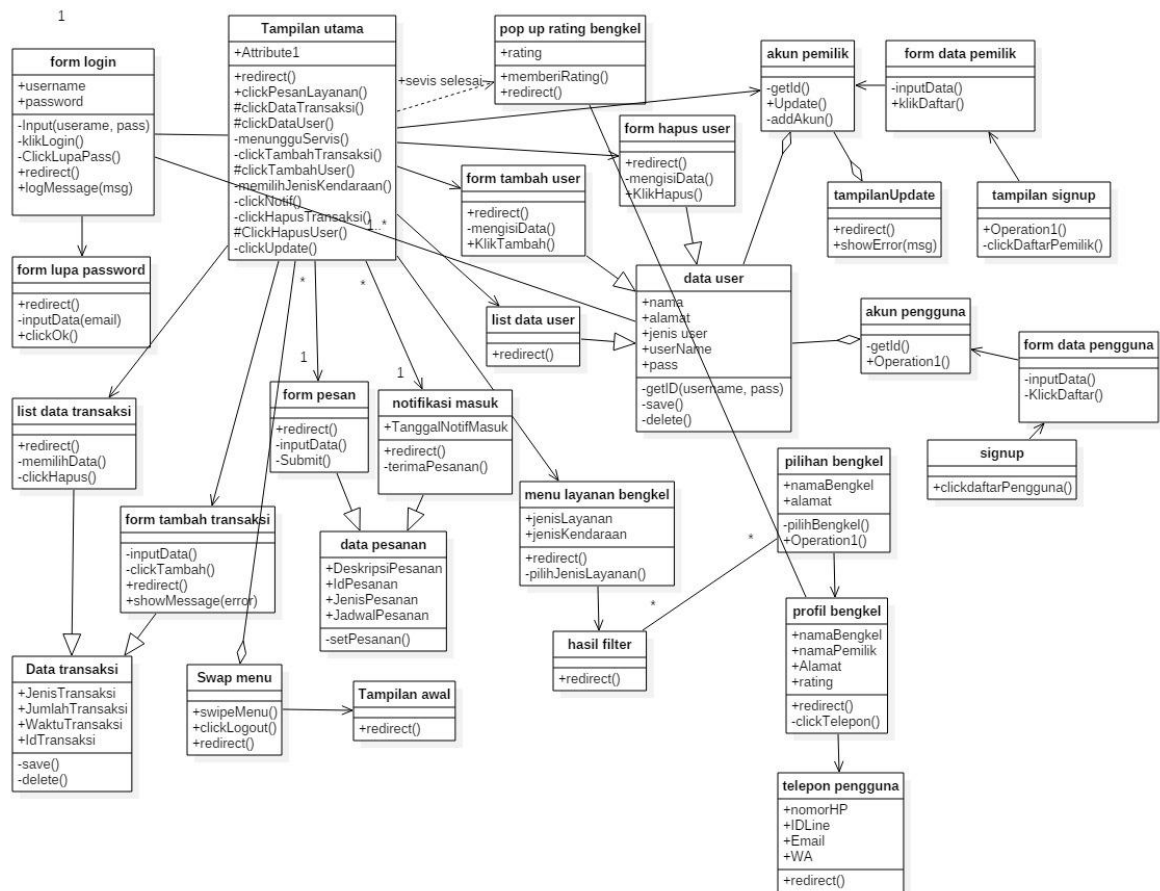 1
form login
+username
+password
-Input(userame, pass)
-klikLogin()
-ClickLupaPass()
+redirect()
+logMessage(msg)
Tampilan utama
+Attribute1
+redirect()
+clickPesanLayanan()
#clickDataTransaksi()
#clickDataUser()
-menungguServis()
-clickTambahTransaksi()
#clickTambahUser()
-memilihJenisKendaraan()
-clickNotif()
-clickHapusTransaksi()
#ClickHapusUser()
-clickUpdate()
+sevis selesai
1..*
pop up rating bengkel
+rating
+memberiRating()
+redirect()
akun pemilik
-getId()
+Update()
-addAkun()
form data pemilik
-inputData()
+klikDaftar()
form hapus user
+redirect()
-mengisiData()
+KlikHapus()
form tambah user
+redirect()
-mengisiData()
+KlikTambah()
tampilanUpdate
+redirect()
+showError(msg)
tampilan signup
+Operation1()
-clickDaftarPemilik()
form lupa password
+redirect()
-inputData(email)
+clickOk()
*
*
list data user
+redirect()
data user
+nama
+alamat
+jenis user
+userName
+pass
-getID(username, pass)
-save()
-delete()
akun pengguna
-getId()
+Operation1()
form data pengguna
-inputData()
-KlickDaftar()
1
1
form pesan
+redirect()
-inputData()
-Submit()
notifikasi masuk
+TanggalNotifMasuk
+redirect()
-terimaPesanan()
list data transaksi
+redirect()
-memilihData()
-clickHapus()
signup
+clickdaftarPengguna()
pilihan bengkel
+namaBengkel
+alamat
-pilihBengkel()
+Operation1()
menu layanan bengkel
+jenisLayanan
+jenisKendaraan
+redirect()
-pilihJenisLayanan()
*
*
form tambah transaksi
-inputData()
-clickTambah()
+redirect()
+showMessage(error)
data pesanan
+DeskripsiPesanan
+IdPesanan
+JenisPesanan
+JadwalPesanan
-setPesanan()
profil bengkel
+namaBengkel
+namaPemilik
+Alamat
+rating
+redirect()
-clickTelepon()
hasil filter
+redirect()
Data transaksi
+JenisTransaksi
+JumlahTransaksi
+WaktuTransaksi
+IdTransaksi
-save()
-delete()
Swap menu
+swipeMenu()
+clickLogout()
+redirect()
Tampilan awal
+redirect()
telepon pengguna
+nomorHP
+IDLine
+Email
+WA
+redirect()